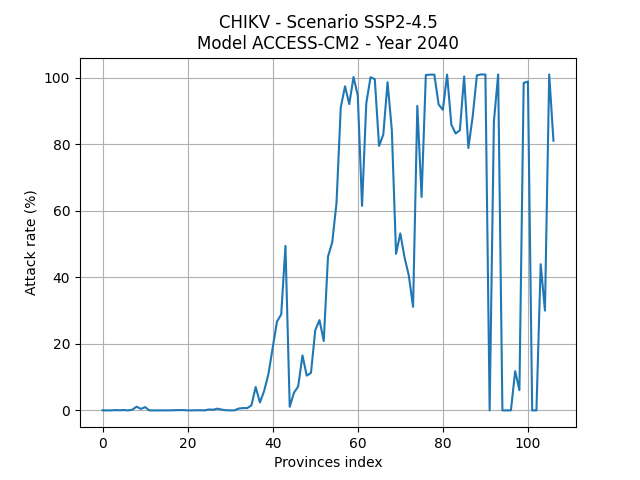 CHIKV - Scenario SSP2-4.5
Model ACCESS-CM2 - Year 2040
100
80
60
40
20
0
Attack rate (%)
0 20 40 60 80 100
Provinces index